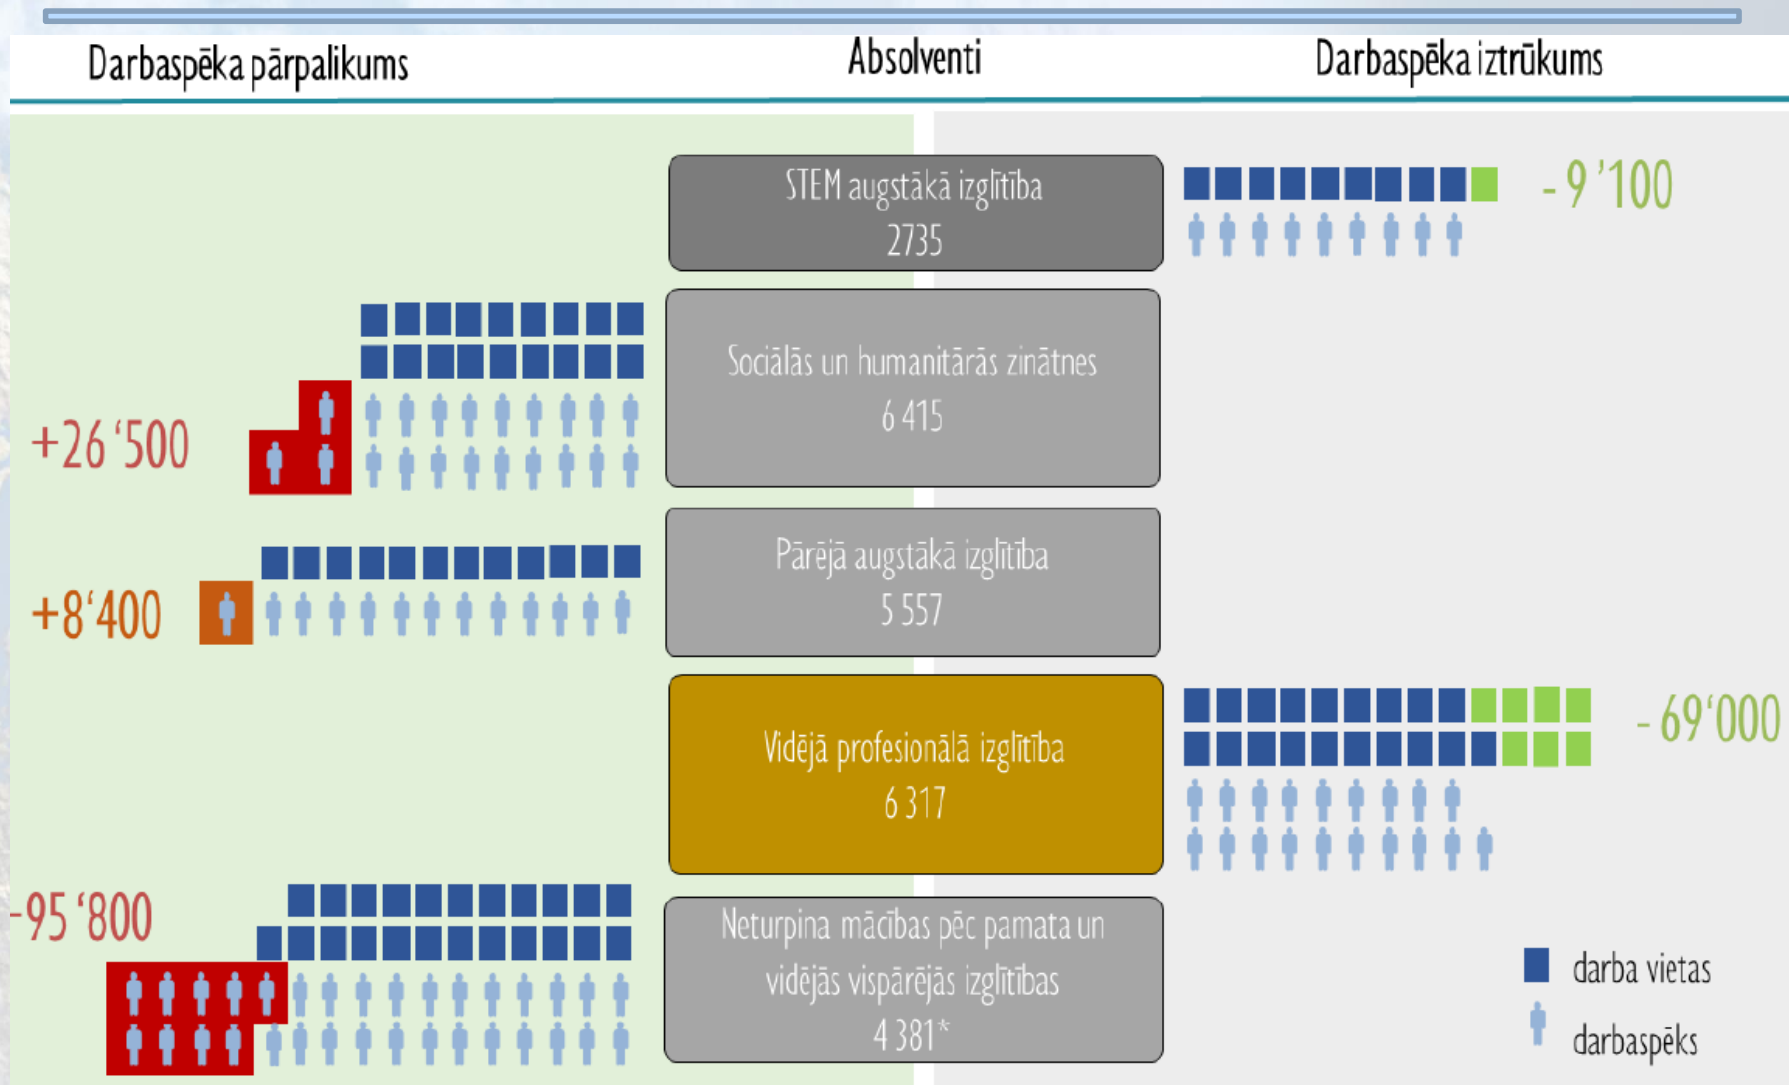 Darbaspēka pārpalikums
Absolventi
Darbaspēka iztrūkums
STEM augstākā izglītība
2735
- 9 '100
Sociālās un humanitārās zinātnes
6 415
+26 '500
Pārējā augstākā izglītība
5 557
+8'400
Vidējā profesionālā izglītība
6 317
- 69'000
-95 '800
Neturpina mācības pēc pamata un
vidējās vispārējās izglītības
4 381*
darba vietas
darbaspēks